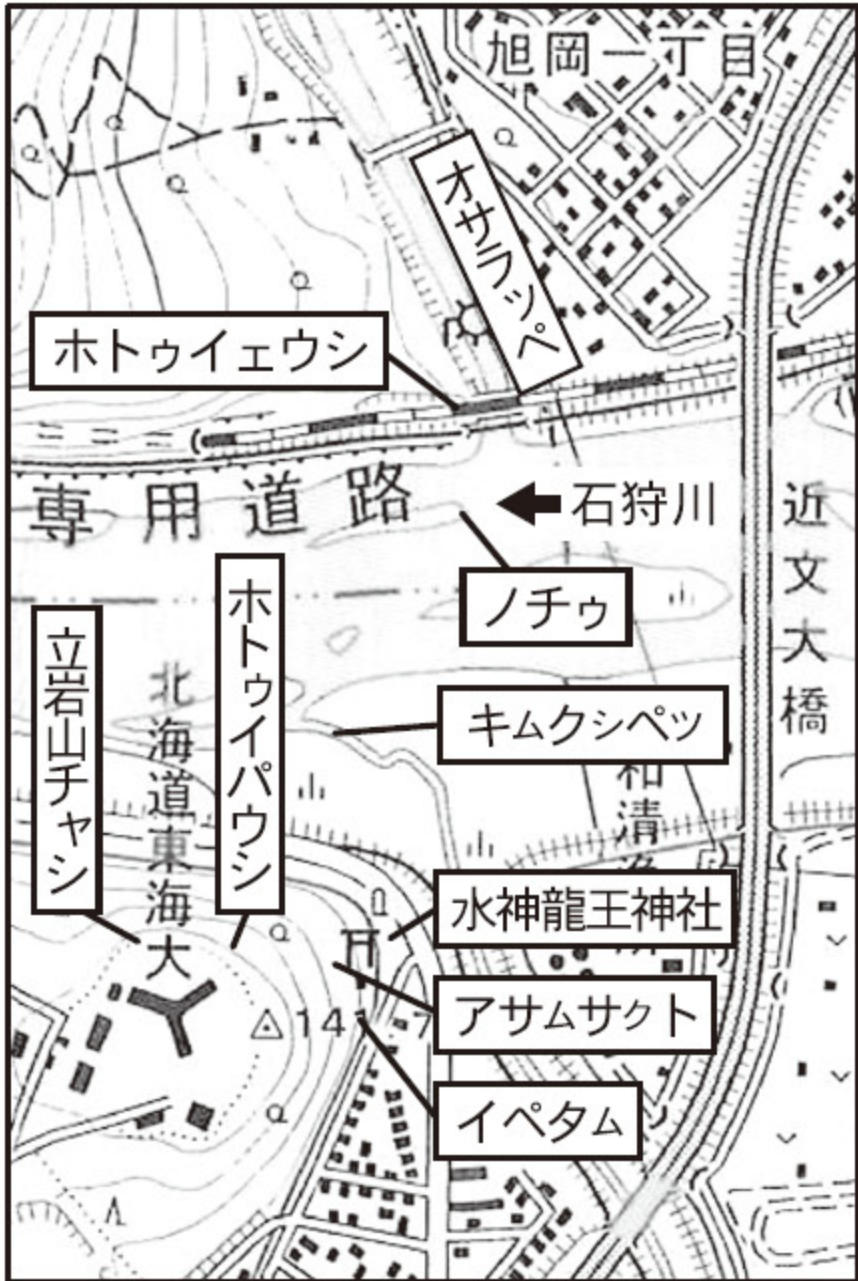 旭岡一丁目
オサラッペ
ホトゥイェウシ
専用道路
石狩川
近文大橋
ノチゥ
ホトゥイパウシ
立岩山チャシ
北海道東海大
キムクシペッ
水神龍王神社
アサムサクト
14
イペタム